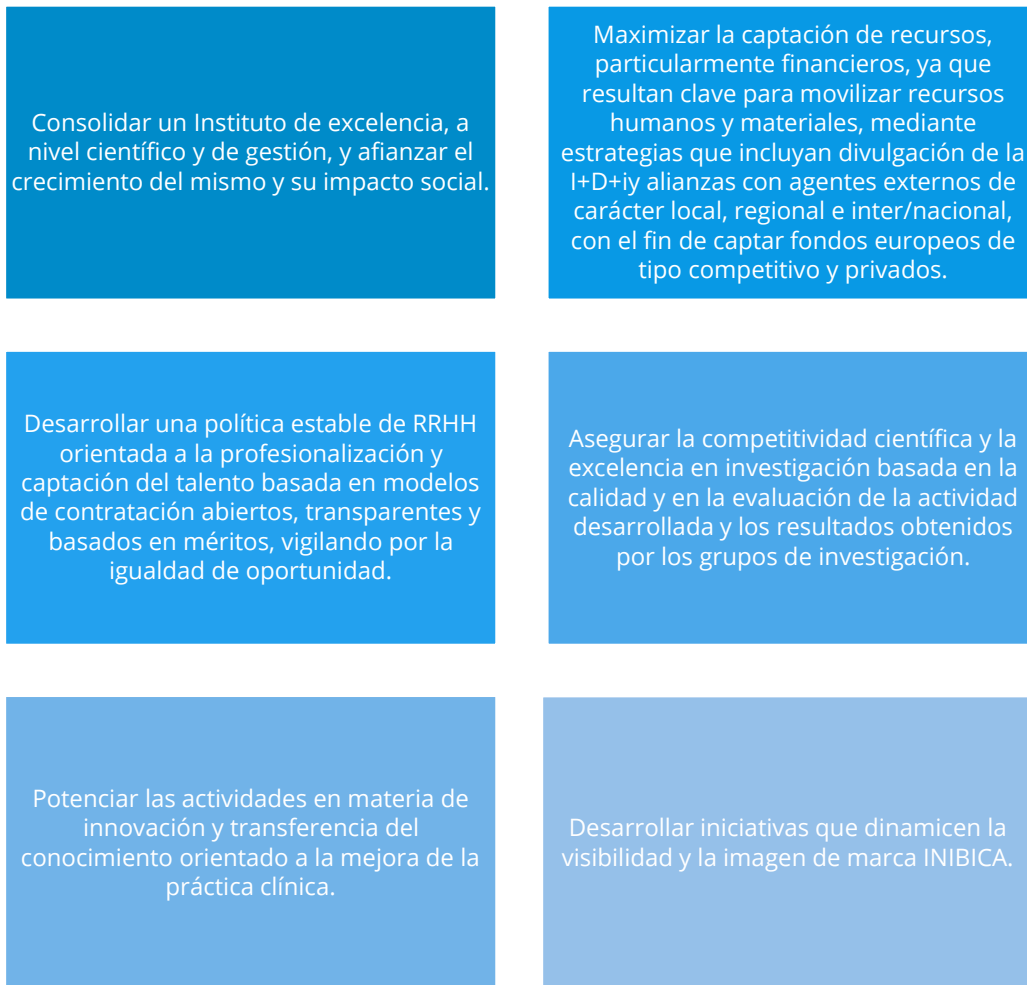 Consolidar un Instituto de excelencia, a
nivel científico y de gestión, y afianzar el
crecimiento del mismo y su impacto social.
Maximizar la captación de recursos,
particularmente financieros, ya que
resultan clave para movilizar recursos
humanos y materiales, mediante
estrategias que incluyan divulgación de la
I+D+iy alianzas con agentes externos de
carácter local, regional e inter/nacional,
con el fin de captar fondos europeos de
tipo competitivo y privados.
Desarrollar una política estable de RRHH
orientada a la profesionalización y
captación del talento basada en modelos
de contratación abiertos, transparentes y
basados en méritos, vigilando por la
igualdad de oportunidad.
Asegurar la competitividad científica y la
excelencia en investigación basada en la
calidad y en la evaluación de la actividad
desarrollada y los resultados obtenidos
por los grupos de investigación.
Potenciar las actividades en materia de
innovación y transferencia del
conocimiento orientado a la mejora de la
práctica clínica.
Desarrollar iniciativas que dinamicen la
visibilidad y la imagen de marca INIBICA.